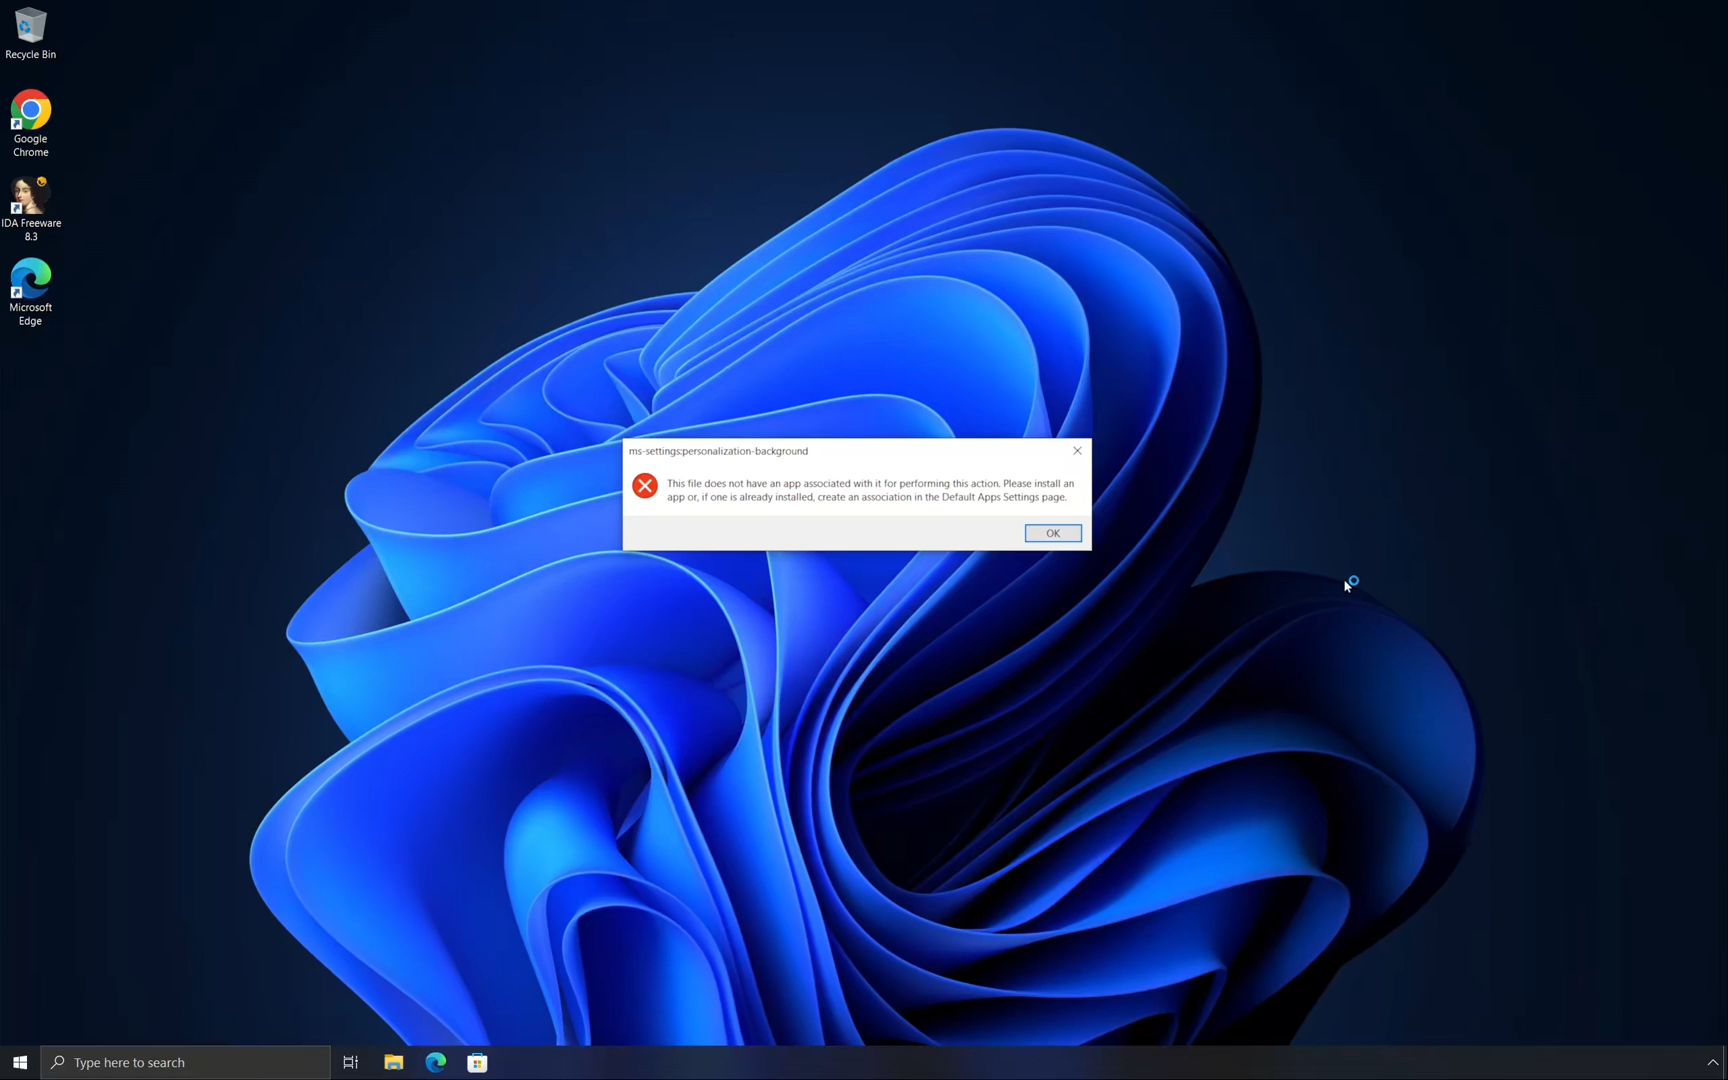 Recycle Bin
Google
Chrome
IDA Freeware
8.3
Microsoft
Edge
ms-settings:personalization-background
This file does not have an app associated with it for performing this action. Please install an
app or, if one is already installed, create an association in the Default Apps Settings page.
OK
Type here to search